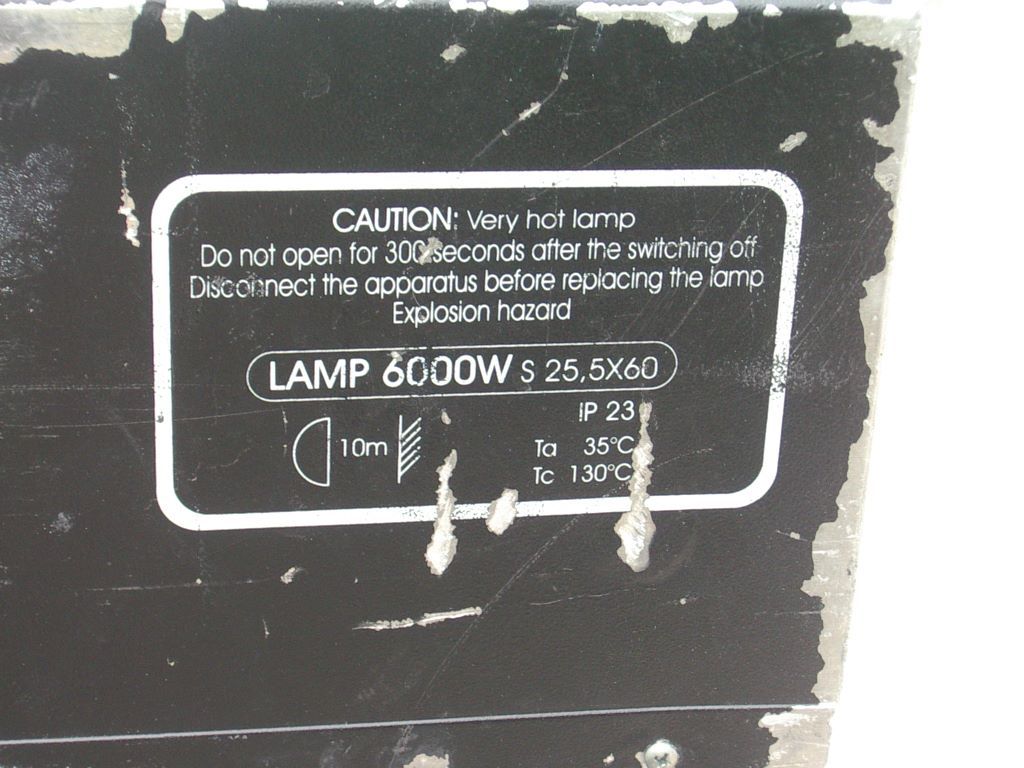 CAUTION: Very hot lamp
Do not open for 300 seconds after the switching off
Disconnect the apparatus before replacing the lamp
Explosion hazard
LAMP 6000W S 25,5X60
IP 23
10m
Ta 35°C
Tc 130°C